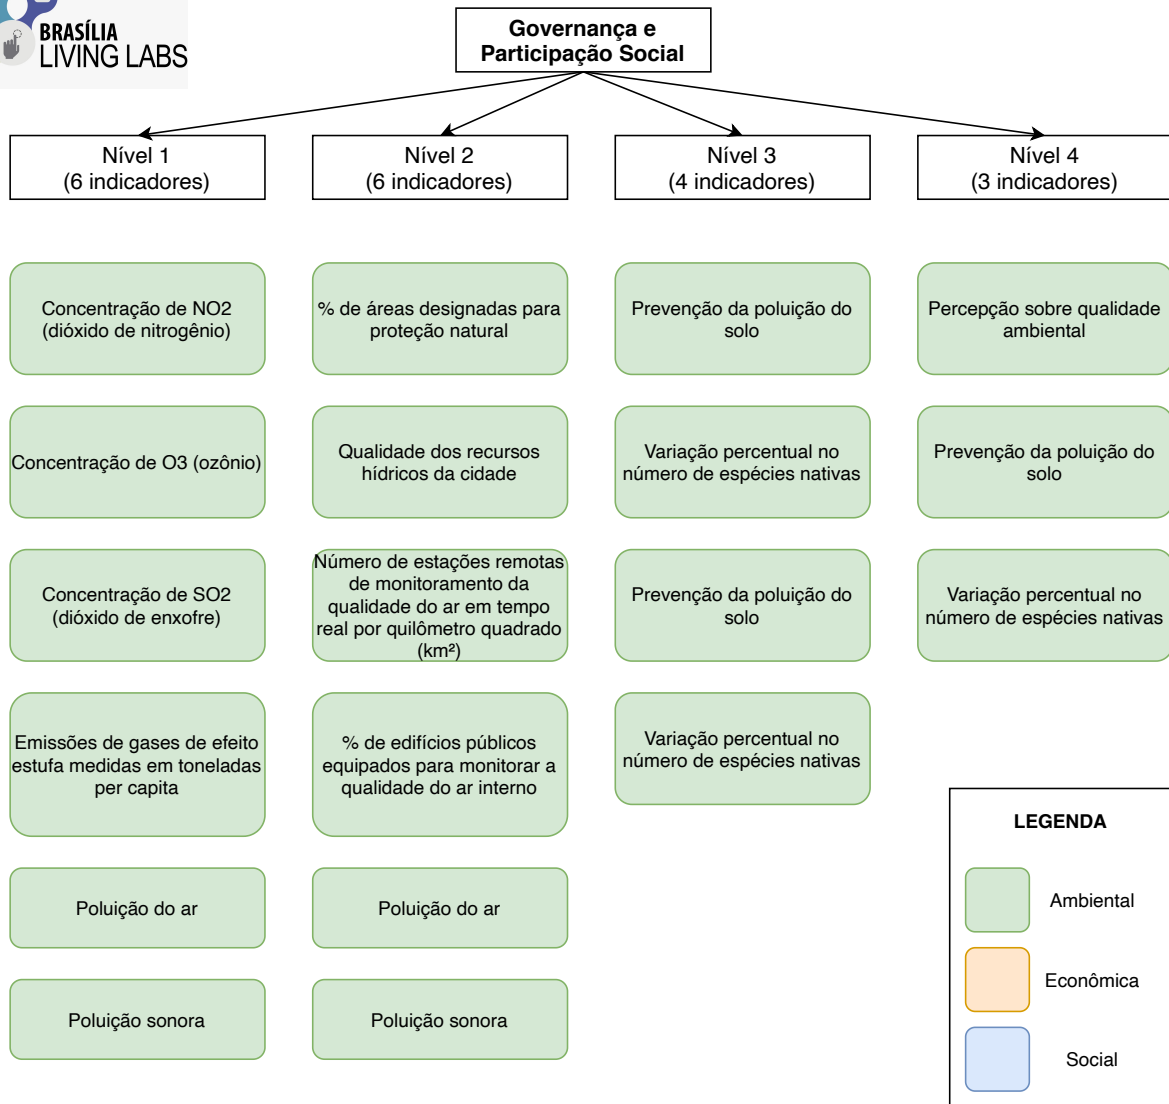 BRASÍLIA
LIVING LABS
Governança e
Participação Social
Nível 1
(6 indicadores)
Nível 2
(6 indicadores)
Nível 3
(4 indicadores)
Nível 4
(3 indicadores)
Concentração de NO2
(dióxido de nitrogênio)
% de áreas designadas para
proteção natural
Prevenção da poluição do
solo
Percepção sobre qualidade
ambiental
Concentração de O3 (ozônio)
Qualidade dos recursos
hídricos da cidade
Variação percentual no
número de espécies nativas
Prevenção da poluição do
solo
Concentração de SO2
(dióxido de enxofre)
Número de estações remotas
de monitoramento da
qualidade do ar em tempo
real por quilômetro quadrado
(km²)
Prevenção da poluição do
solo
Variação percentual no
número de espécies nativas
Emissões de gases de efeito
estufa medidas em toneladas
per capita
% de edifícios públicos
equipados para monitorar a
qualidade do ar interno
Variação percentual no
número de espécies nativas
Poluição do ar
Poluição do ar
Poluição sonora
Poluição sonora
LEGENDA
Ambiental
Econômica
Social